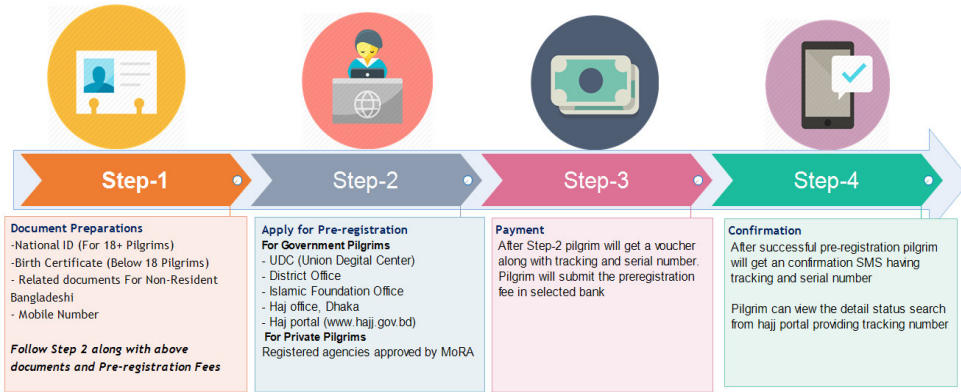 Step-1
Step-2
Step-3
Step-4
Document Preparations
-National ID (For 18+ Pilgrims)
-Birth Certificate (Below 18 Pilgrims)
- Related documents For Non-Resident
Bangladeshi
- Mobile Number
Follow Step 2 along with above
documents and Pre-registration Fees
Apply for Pre-registration
For Government Pilgrims
- UDC (Union Degital Center)
- District Office
- Islamic Foundation Office
- Haj office, Dhaka
- Haj portal (www.hajj.gov.bd)
For Private Pilgrims
Registered agencies approved by MoRA
Payment
After Step-2 pilgrim will get a voucher
along with tracking and serial number.
Pilgrim will submit the preregistration
fee in selected bank
Confirmation
After successful pre-registration pilgrim
will get an confirmation SMS having
tracking and serial number
Pilgrim can view the detail status search
from hajj portal providing tracking number